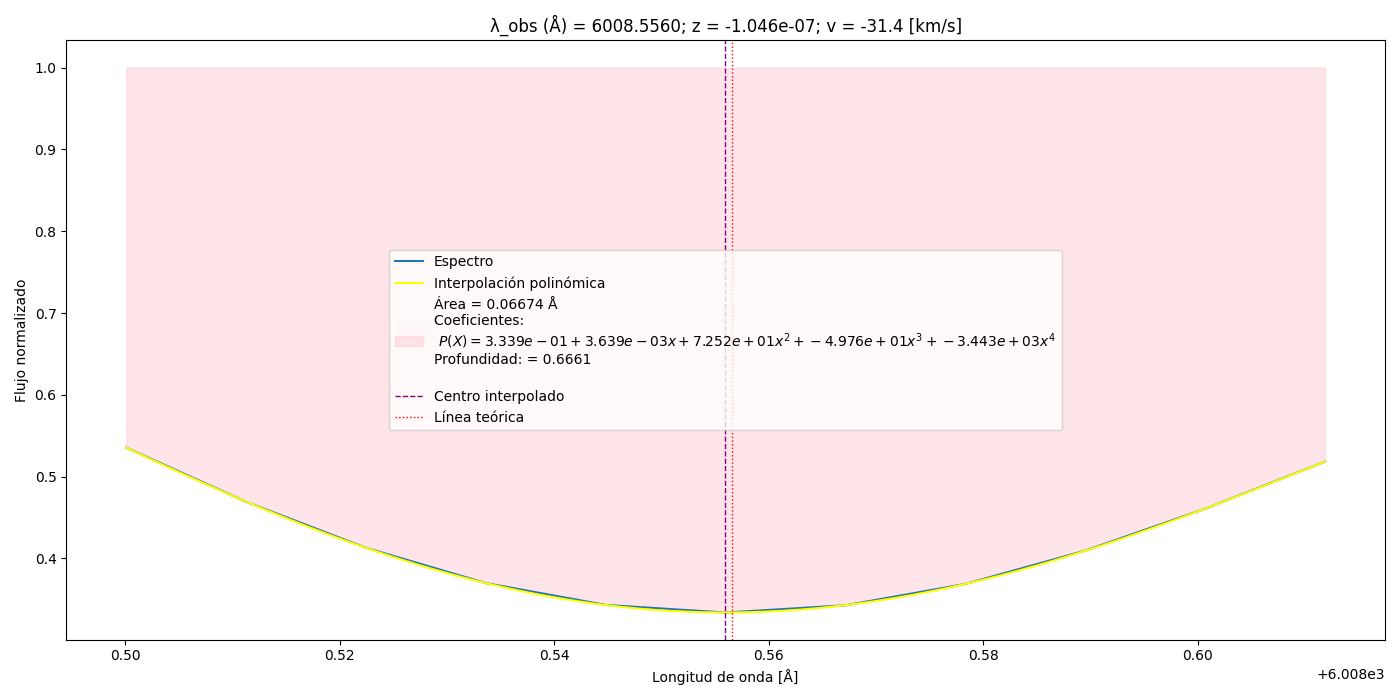 λ_obs (Å) = 6008.5560; z = -1.046e-07; v = -31.4 [km/s]
Flujo normalizado
1.0
0.9
0.8
0.7
0.6
0.5
0.4
Espectro
Interpolación polinómica
Área = 0.06674 Å
Coeficientes:
P(X) = 3.339e − 01 + 3.639e − 03x + 7.252e + 01x² + − 4.976e + 01x³ + − 3.443e + 03x⁴
Profundidad: = 0.6661
Centro interpolado
Línea teórica
0.50 0.52 0.54 0.56 0.58 0.60
+6.008e3
Longitud de onda [Å]